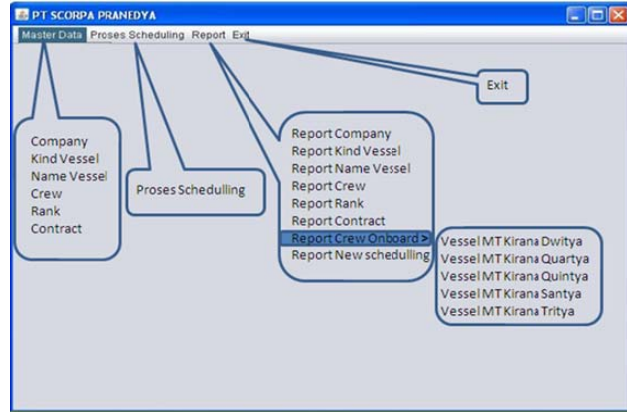 PT SCORPA PRANEDYA
Master Data Proses Scheduling Report Exit
Exit
Company
Kind Vessel
Name Vessel
Crew
Rank
Contract
Proses Schedulling
Report Company
Report Kind Vessel
Report Name Vessel
Report Crew
Report Rank
Report Contract
Report Crew Onboard >
Report New schedulling
Vessel MT Kirana Dwitya
Vessel MT Kirana Quartya
Vessel MT Kirana Quintya
Vessel MT Kirana Santya
Vessel MT Kirana Tritya